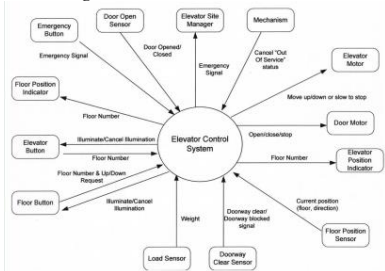 Emergency
Button
Door Open
Sensor
Elevator Site
Manager
Mechanism
Emergency Signal
Door Opened/
Closed
Emergency
Signal
Cancel "Out
Of Service"
status
Elevator
Motor
Floor Position
Indicator
Move up/down or slow to stop
Floor Number
Door Motor
Elevator
Button
Illuminate/Cancel Illumination
Elevator Control
System
Open/close/stop
Floor Number
Floor Number
Elevator
Position
Indicator
Floor Number & Up/Down
Request
Floor Button
Illuminate/Cancel
Illumination
Weight
Doorway clear/
Doorway blocked
signal
Current position
(floor, direction)
Floor Position
Sensor
Load Sensor
Doorway
Clear Sensor